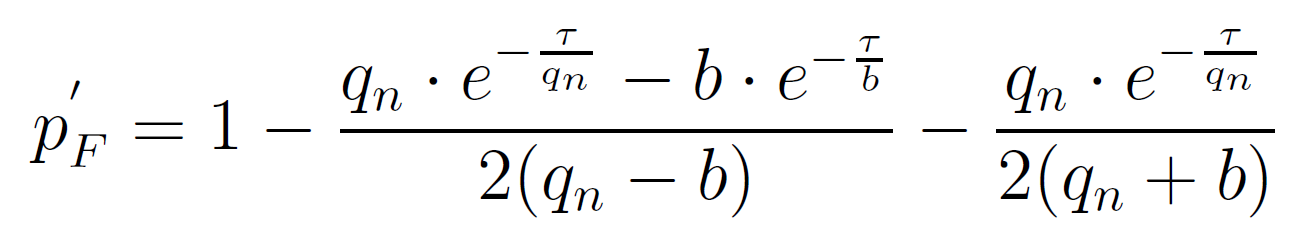 p'_F = 1 - \frac{q_n \cdot e^{-\frac{\tau}{q_n}} - b \cdot e^{-\frac{\tau}{b}}}{2(q_n - b)} - \frac{q_n \cdot e^{-\frac{\tau}{q_n}}}{2(q_n + b)}